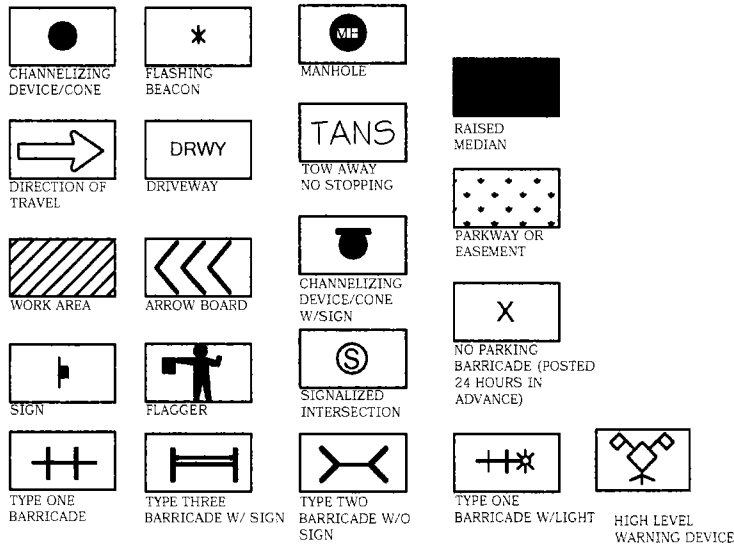 CHANNELIZING
DEVICE/CONE
FLASHING
BEACON
MH
MANHOLE
RAISED
MEDIAN
DIRECTION OF
TRAVEL
DRWY
DRIVEWAY
TANS
TOW AWAY
NO STOPPING
PARKWAY OR
EASEMENT
WORK AREA
ARROW BOARD
CHANNELIZING
DEVICE/CONE
W/SIGN
X
NO PARKING
BARRICADE (POSTED
24 HOURS IN
ADVANCE)
SIGN
FLAGGER
S
SIGNALIZED
INTERSECTION
TYPE ONE
BARRICADE
TYPE THREE
BARRICADE W/ SIGN
TYPE TWO
BARRICADE W/O
SIGN
TYPE ONE
BARRICADE W/LIGHT
HIGH LEVEL
WARNING DEVICE